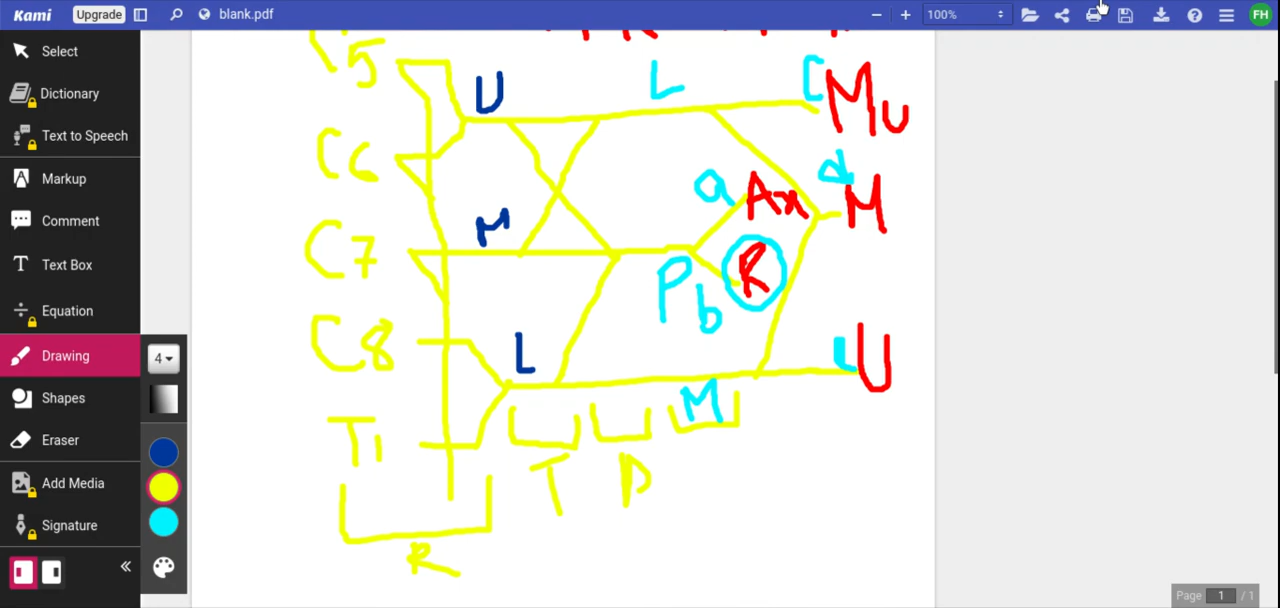 Kami Upgrade blank.pdf 100% FH
Select
Dictionary
Text to Speech
Markup
Comment
Text Box
Equation
Drawing
4
Shapes
Eraser
Add Media
Signature
C5
U L C Mu
C6
a Ax d M
M
C7
P b R
C8
L L U
M
T1
T D
R
Page 1 / 1